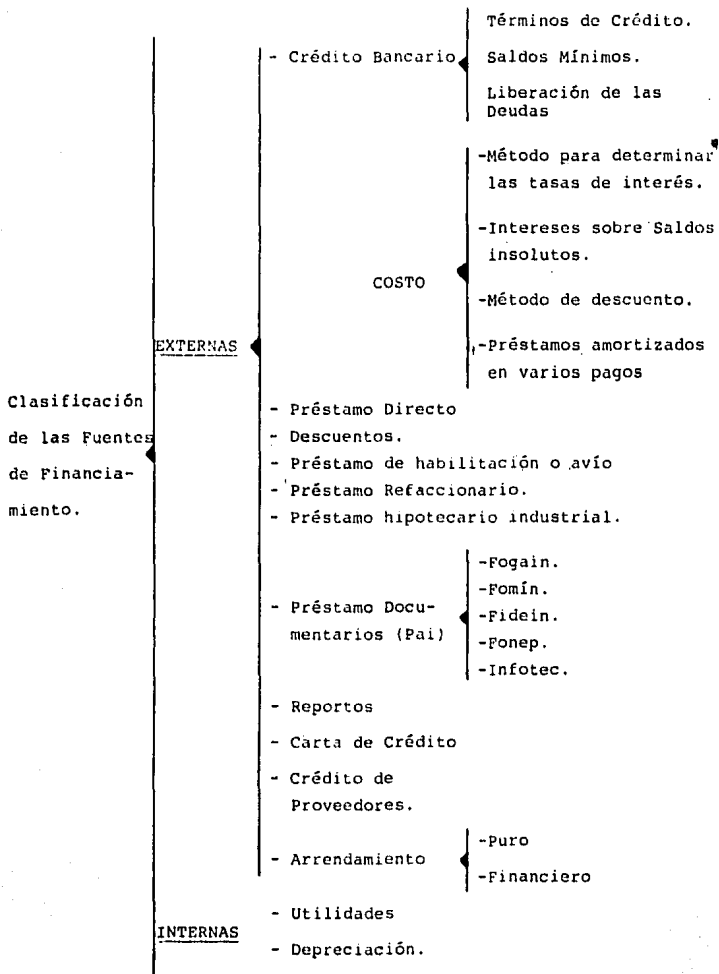 Clasificación
de las Fuentes
de Financia-
miento.
EXTERNAS
- Crédito Bancario
Términos de Crédito.
Saldos Mínimos.
Liberación de las
Deudas
COSTO
-Método para determinar
las tasas de interés.
-Intereses sobre Saldos
insolutos.
-Método de descuento.
-Préstamos amortizados
en varios pagos
- Préstamo Directo
- Descuentos.
- Préstamo de habilitación o avío
- Préstamo Refaccionario.
- Préstamo hipotecario industrial.
- Préstamo Docu-
mentarios (Pai)
-Fogain.
-Fomín.
-Fidein.
-Fonep.
-Infotec.
- Reportos
- Carta de Crédito
- Crédito de
Proveedores.
- Arrendamiento
-Puro
-Financiero
INTERNAS
- Utilidades
- Depreciación.